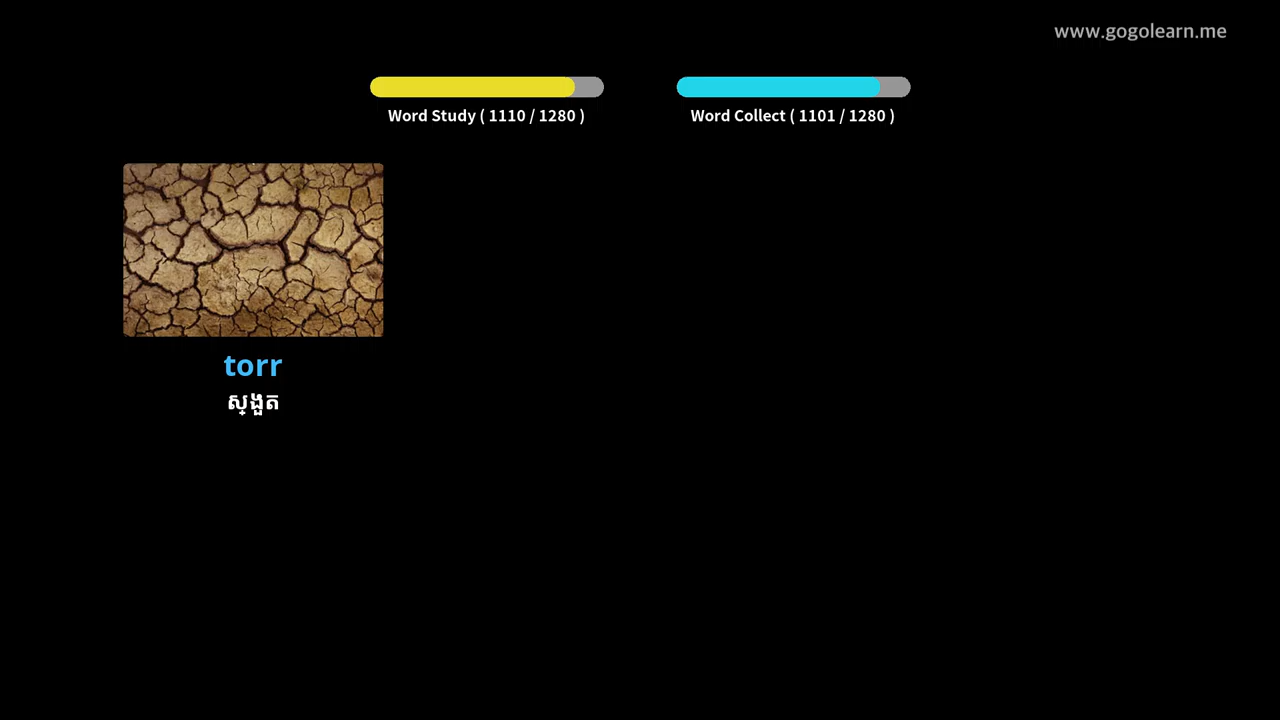 www.gogolearn.me
Word Study ( 1110 / 1280 )
Word Collect ( 1101 / 1280 )
torr
ស្ងួត